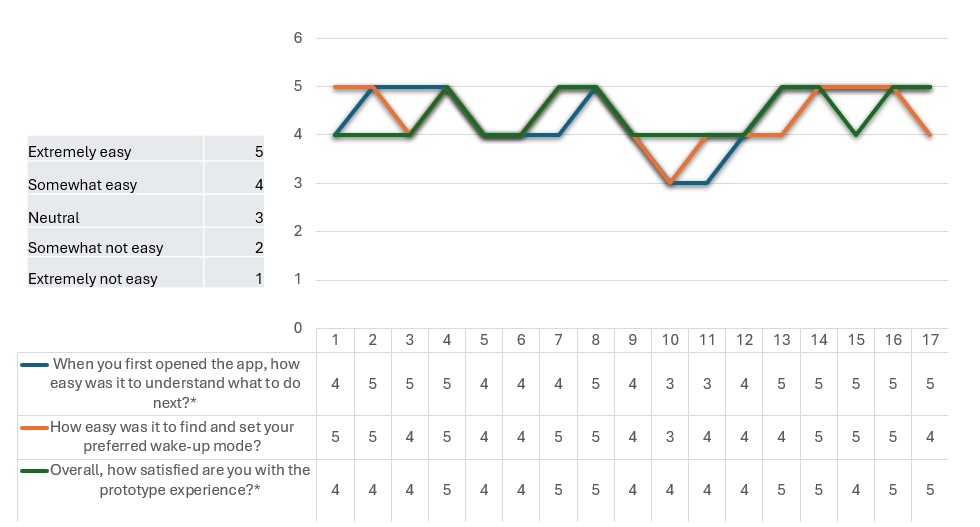 6
5
4
3
2
1
0
Extremely easy 5
Somewhat easy 4
Neutral 3
Somewhat not easy 2
Extremely not easy 1
1 2 3 4 5 6 7 8 9 10 11 12 13 14 15 16 17
When you first opened the app, how
easy was it to understand what to do
next?*
4 5 5 5 4 4 4 5 4 3 3 4 5 5 5 5 5
How easy was it to find and set your
preferred wake-up mode?
5 5 4 5 4 4 5 5 4 3 4 4 4 5 5 5 4
Overall, how satisfied are you with the
prototype experience?*
4 4 4 5 4 4 5 5 4 4 4 4 5 5 4 5 5